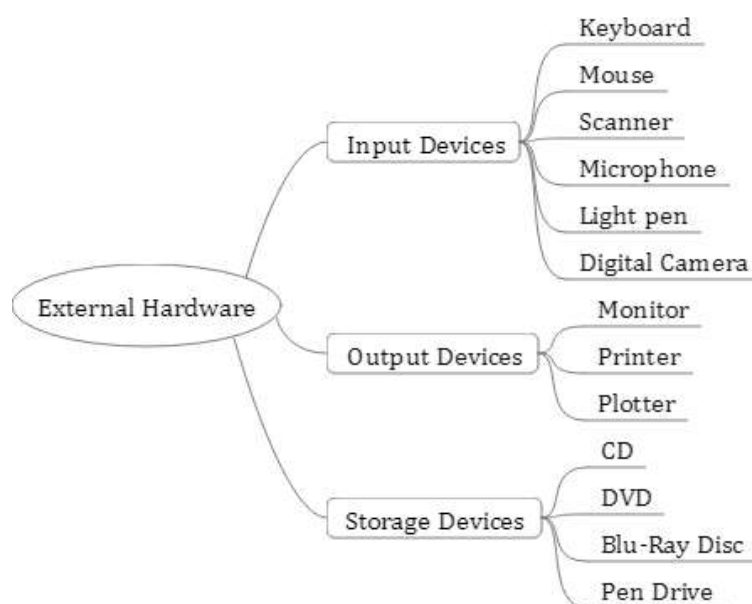 External Hardware
Input Devices
Keyboard
Mouse
Scanner
Microphone
Light pen
Digital Camera
Output Devices
Monitor
Printer
Plotter
Storage Devices
CD
DVD
Blu-Ray Disc
Pen Drive